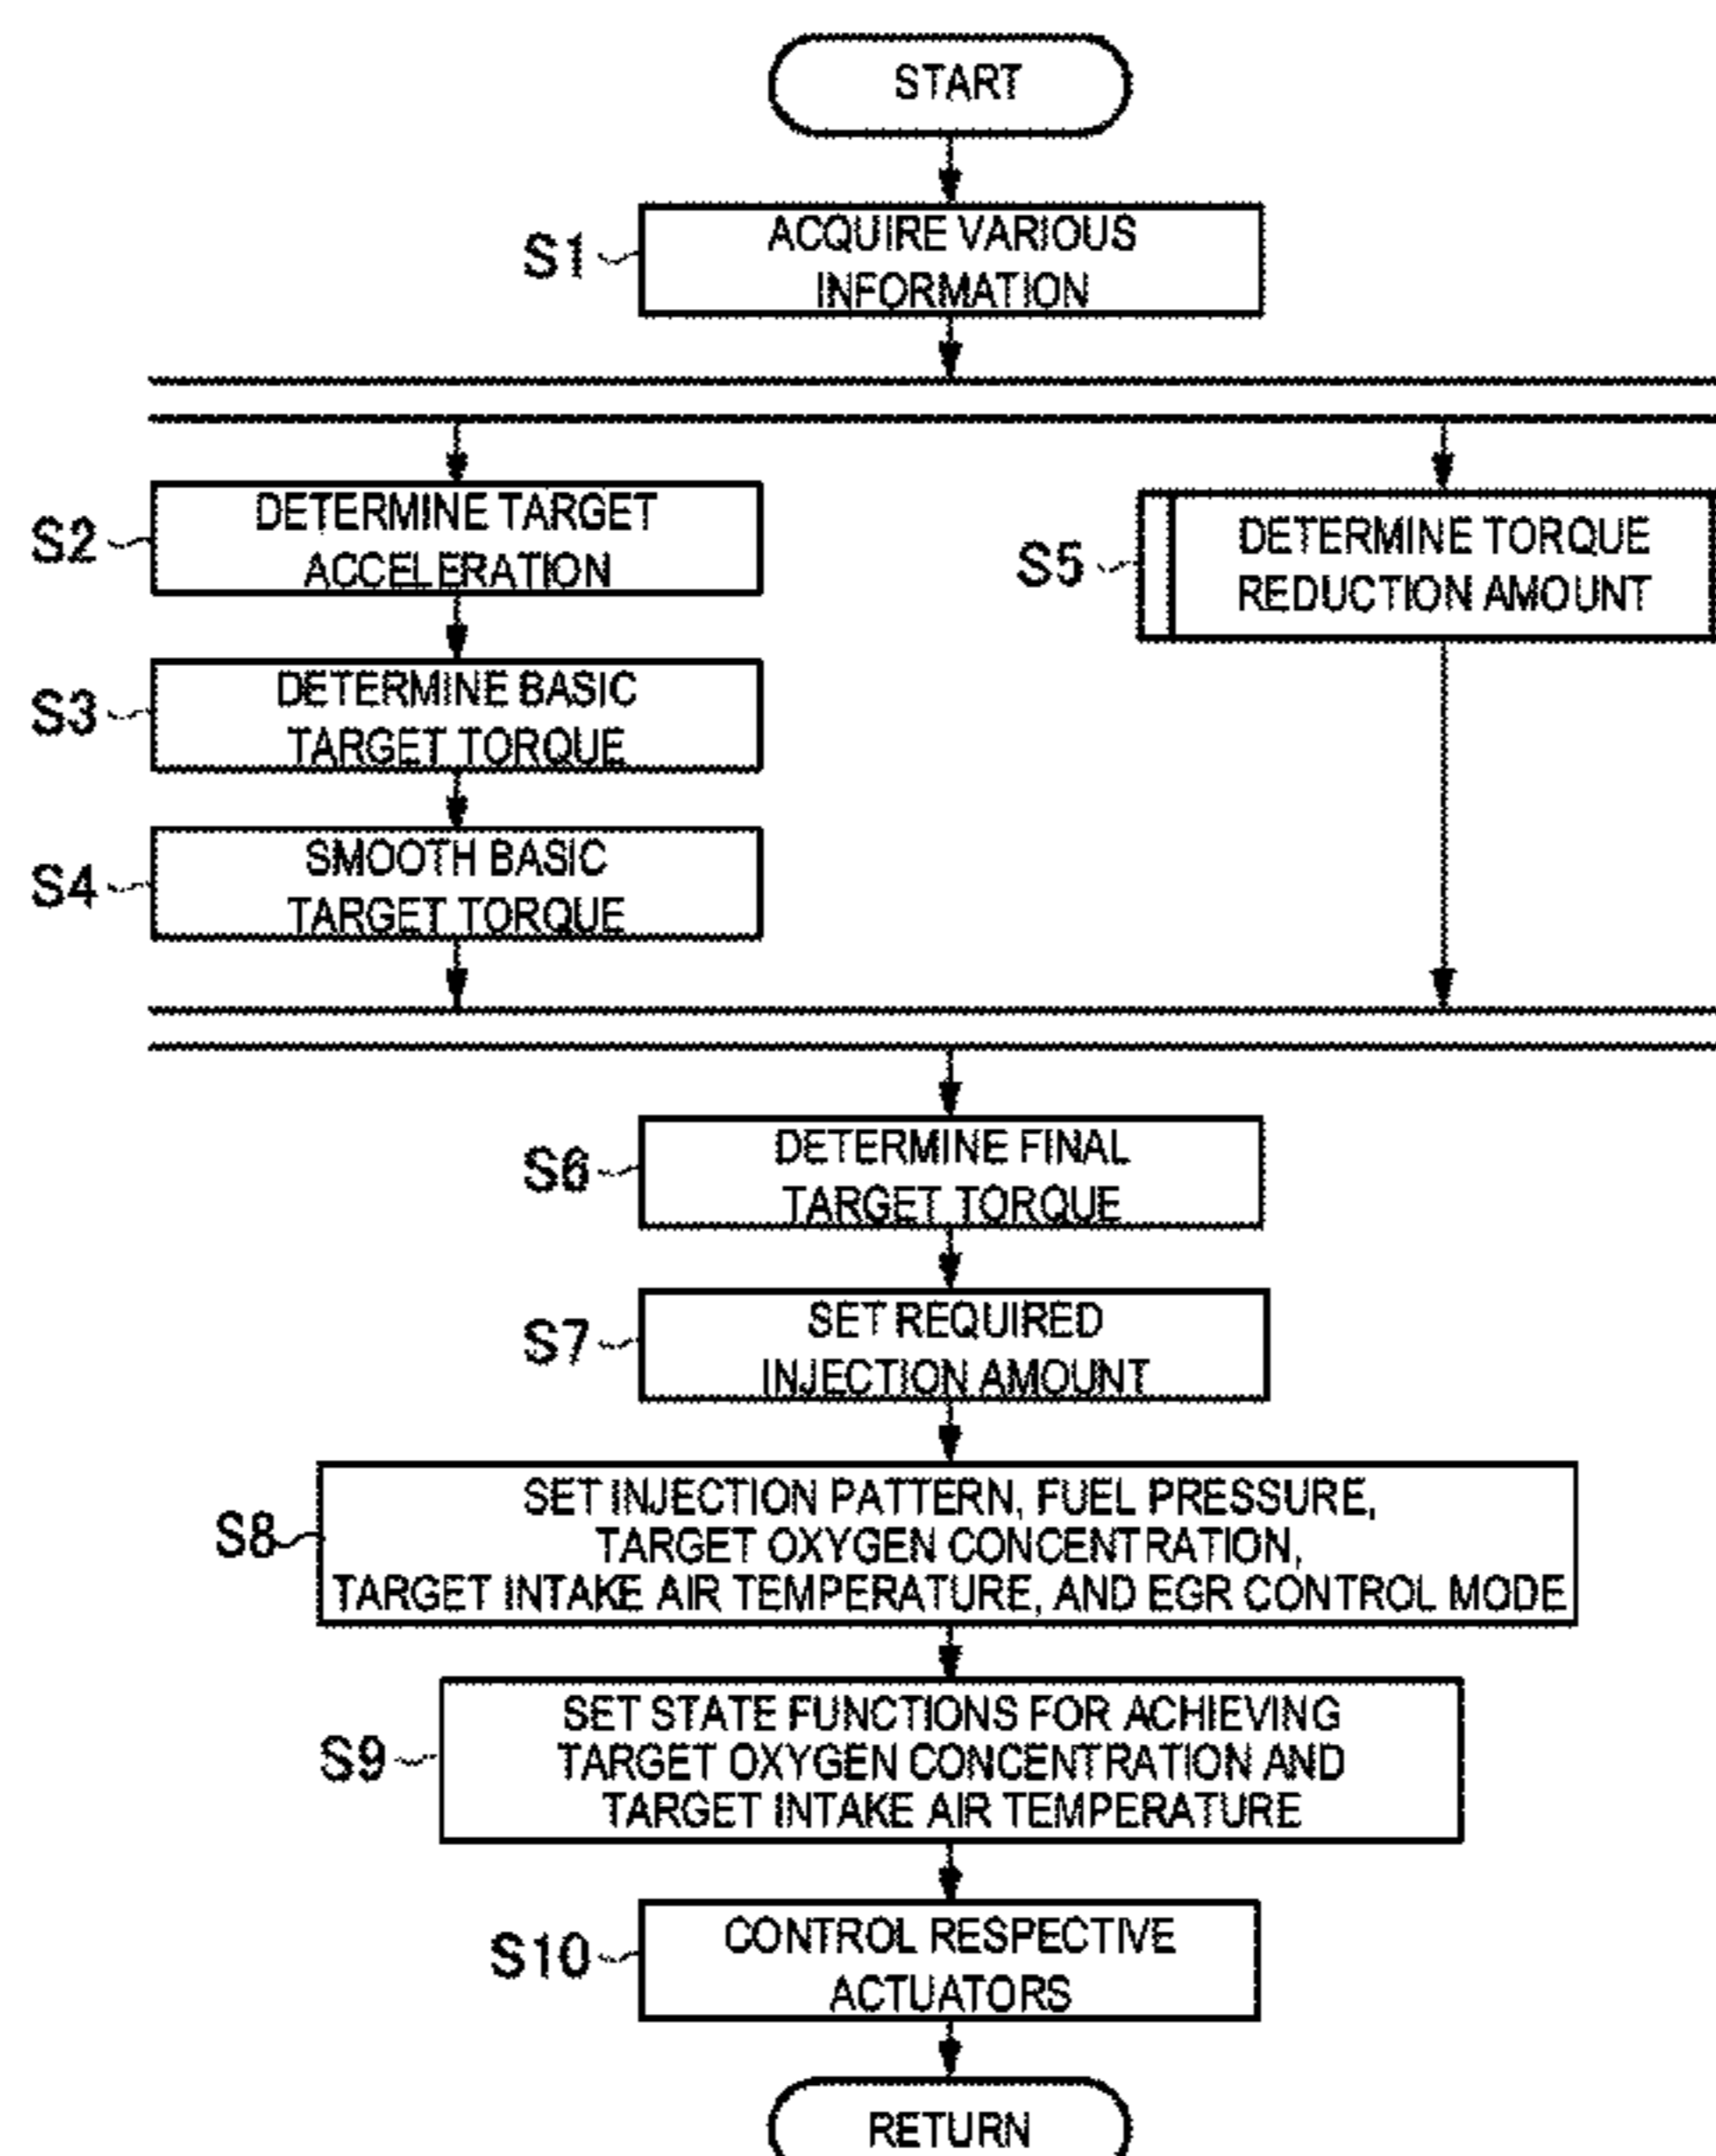 START
S1
ACQUIRE VARIOUS
INFORMATION
S2
DETERMINE TARGET
ACCELERATION
S3
DETERMINE BASIC
TARGET TORQUE
S4
SMOOTH BASIC
TARGET TORQUE
S5
DETERMINE TORQUE
REDUCTION AMOUNT
S6
DETERMINE FINAL
TARGET TORQUE
S7
SET REQUIRED
INJECTION AMOUNT
S8
SET INJECTION PATTERN, FUEL PRESSURE,
TARGET OXYGEN CONCENTRATION,
TARGET INTAKE AIR TEMPERATURE, AND EGR CONTROL MODE
S9
SET STATE FUNCTIONS FOR ACHIEVING
TARGET OXYGEN CONCENTRATION AND
TARGET INTAKE AIR TEMPERATURE
S10
CONTROL RESPECTIVE
ACTUATORS
RETURN